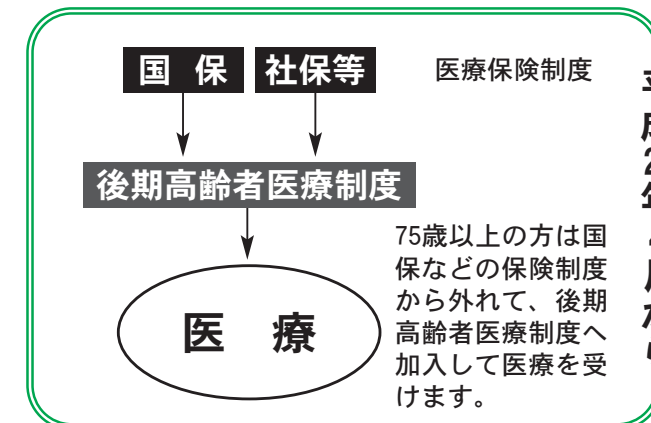 国 保
社保等
医療保険制度
後期高齢者医療制度
75歳以上の方は国
保などの保険制度
から外れて、後期
高齢者医療制度へ
加入して医療を受
けます。
医 療